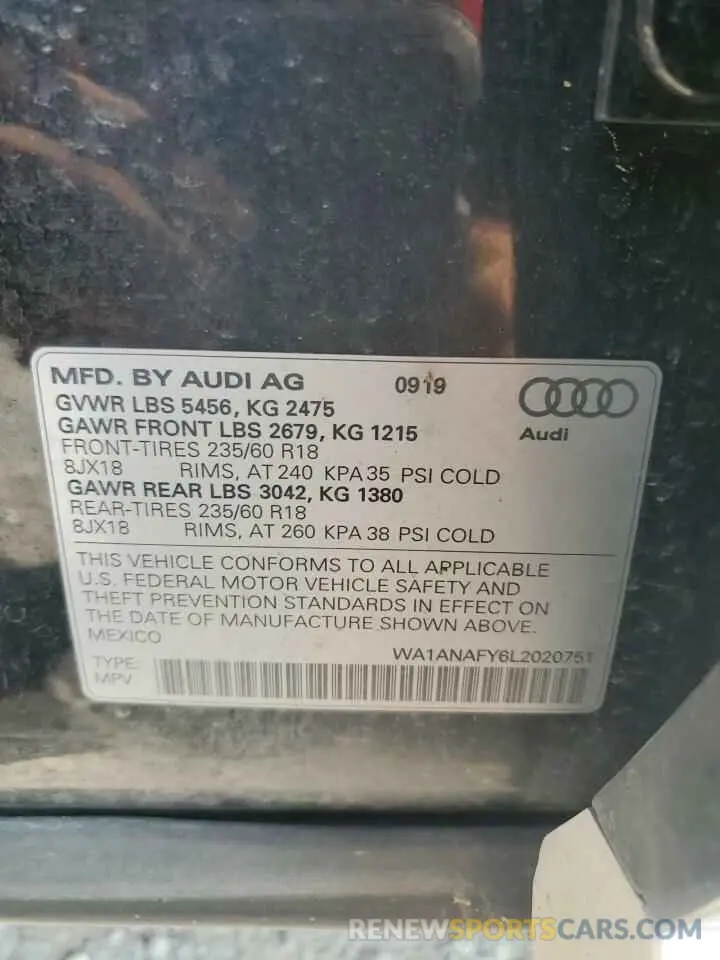 MFD. BY AUDI AG 0919
GVWR LBS 5456, KG 2475
GAWR FRONT LBS 2679, KG 1215
Audi
FRONT-TIRES 235/60 R18
8JX18 RIMS, AT 240 KPA 35 PSI COLD
GAWR REAR LBS 3042, KG 1380
REAR-TIRES 235/60 R18
8JX18 RIMS, AT 260 KPA 38 PSI COLD
THIS VEHICLE CONFORMS TO ALL APPLICABLE
U.S. FEDERAL MOTOR VEHICLE SAFETY AND
THEFT PREVENTION STANDARDS IN EFFECT ON
THE DATE OF MANUFACTURE SHOWN ABOVE.
MEXICO
WA1ANAFY6L2020751
TYPE:
MPV
RENEWSPORTSCARS.COM